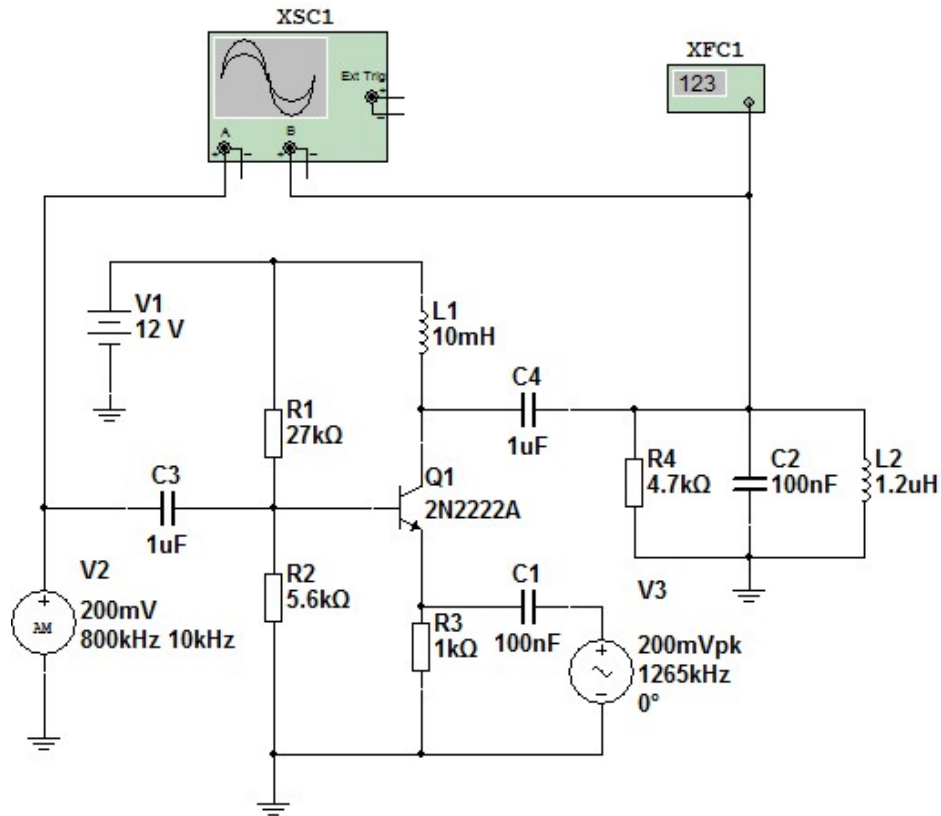 XSC1
XFC1
Ext Trig
+
−
123
A
B
+ −
+ −
V1
12 V
L1
10mH
R1
27kΩ
C4
1uF
R4
4.7kΩ
C2
100nF
L2
1.2uH
C3
1uF
Q1
2N2222A
V2
200mV
800kHz 10kHz
+
AM
R2
5.6kΩ
R3
1kΩ
C1
100nF
V3
200mVpk
1265kHz
0°
+
−